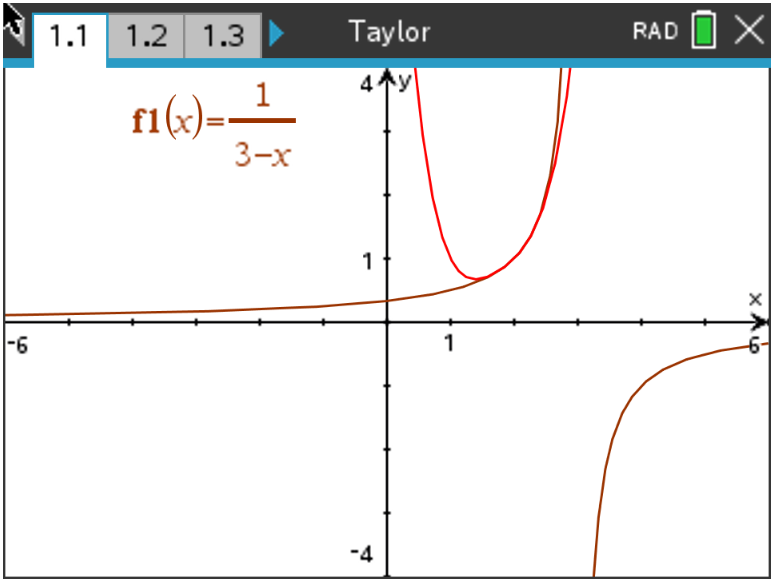 1.1 1.2 1.3 Taylor RAD
4 y
f1(x)=1/(3-x)
1
x
-6 1 6
-4